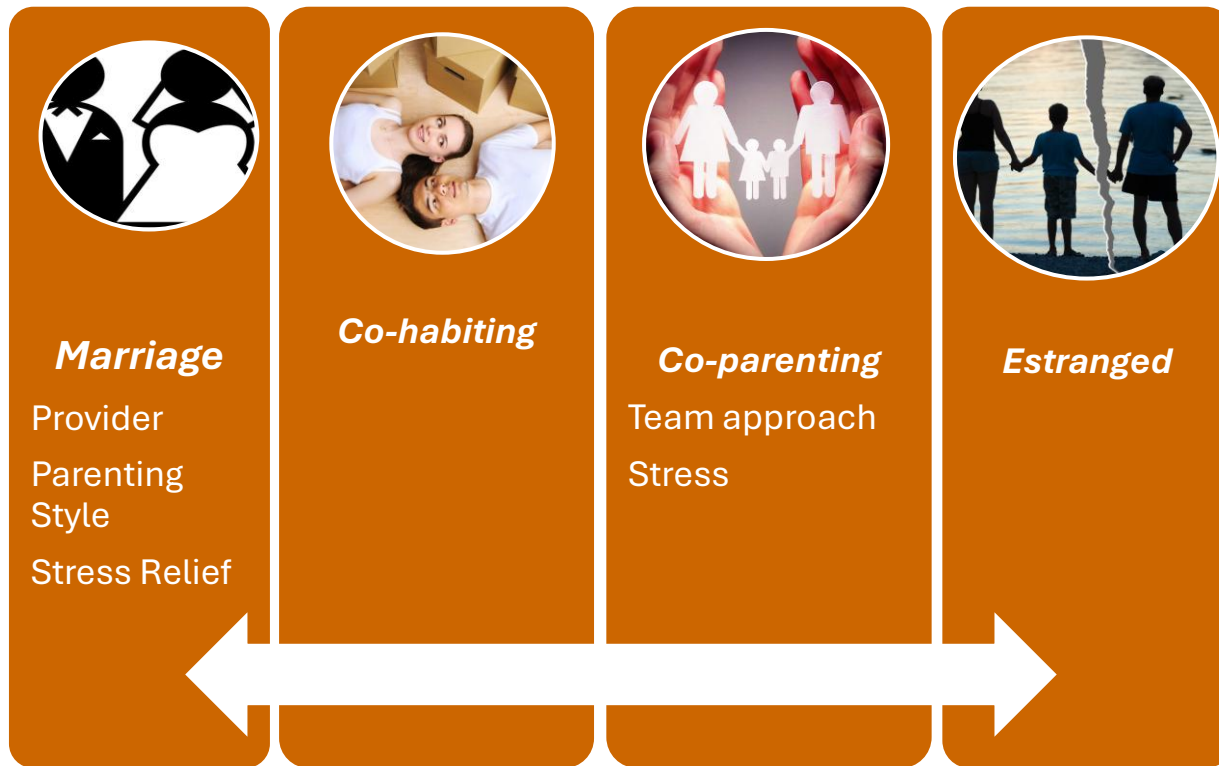 Marriage
Provider
Parenting
Style
Stress Relief
Co-habiting
Co-parenting
Team approach
Stress
Estranged